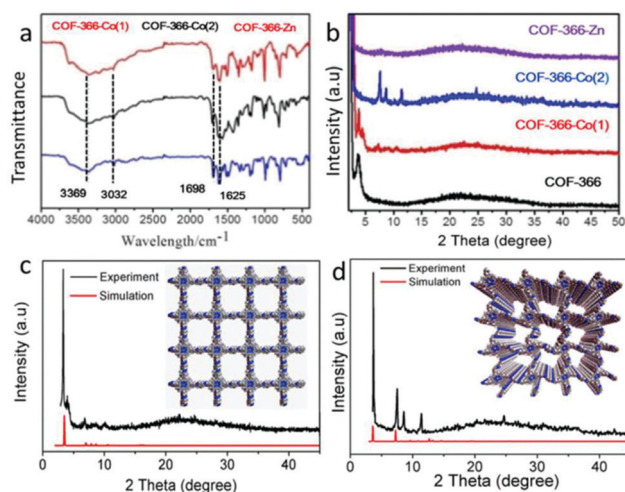 a
COF-366-Co(1) COF-366-Co(2) COF-366-Zn
Transmittance
3369 3032 1698 1625
4000 3500 3000 2500 2000 1500 1000 500
Wavelength/cm⁻¹
b
COF-366-Zn
COF-366-Co(2)
COF-366-Co(1)
COF-366
Intensity (a.u)
5 10 15 20 25 30 35 40 45 50
2 Theta (degree)
c
Experiment
Simulation
Intensity (a.u)
0 10 20 30 40
2 Theta (degree)
d
Experiment
Simulation
Intensity (a.u)
0 10 20 30 40
2 Theta (degree)